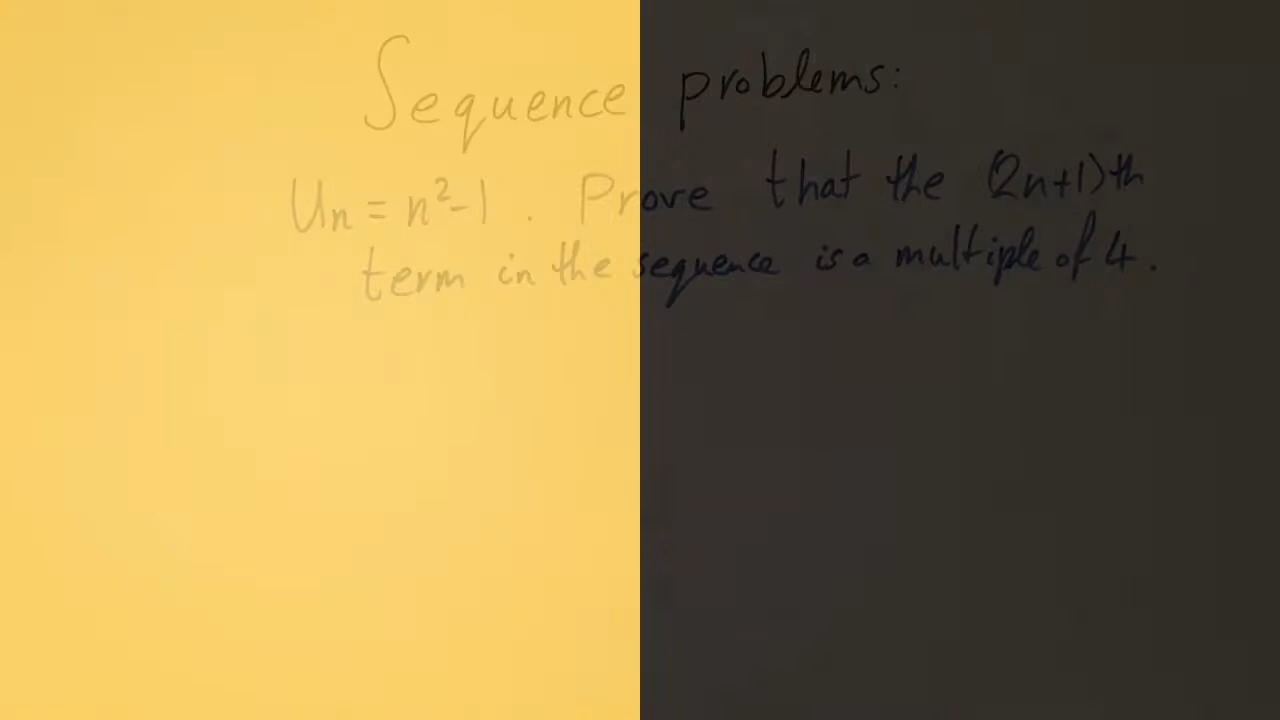 Sequence problems:
Un = n²-1 . Prove that the (2n+1)th
term in the sequence is a multiple of 4.